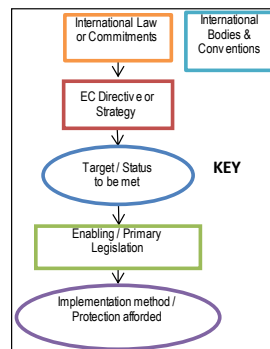 International Law
or Commitments
International
Bodies &
Conventions
EC Directive or
Strategy
Target / Status
to be met
KEY
Enabling / Primary
Legislation
Implementation method /
Protection afforded